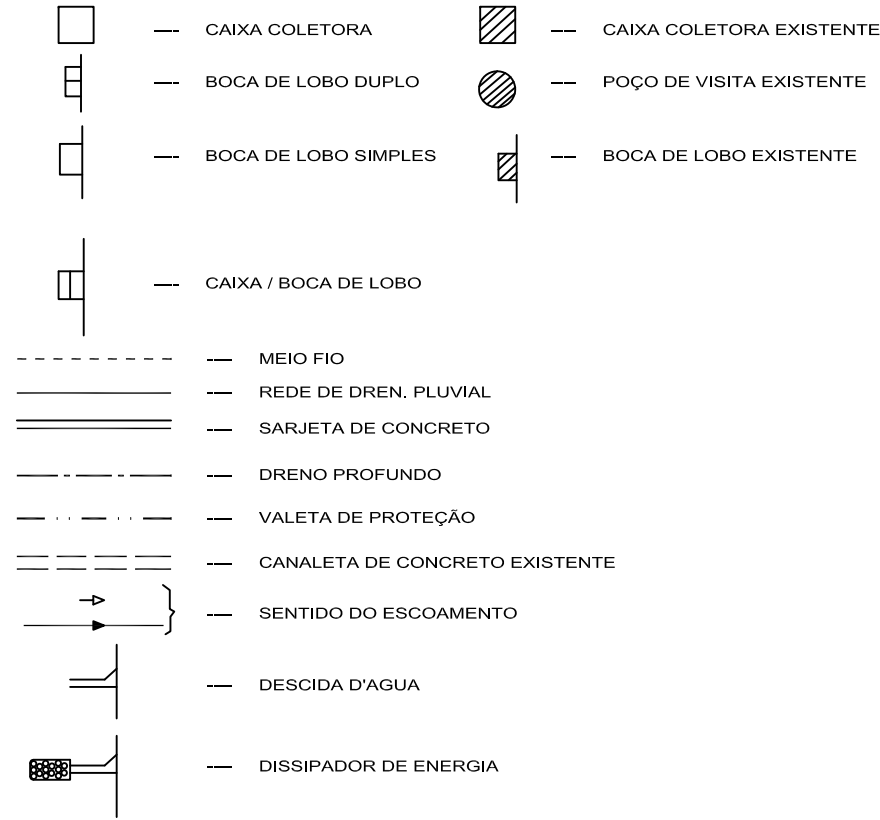 CAIXA COLETORA
CAIXA COLETORA EXISTENTE
BOCA DE LOBO DUPLO
POÇO DE VISITA EXISTENTE
BOCA DE LOBO SIMPLES
BOCA DE LOBO EXISTENTE
CAIXA / BOCA DE LOBO
MEIO FIO
REDE DE DREN. PLUVIAL
SARJETA DE CONCRETO
DRENO PROFUNDO
VALETA DE PROTEÇÃO
CANALETA DE CONCRETO EXISTENTE
SENTIDO DO ESCOAMENTO
DESCIDA D'AGUA
DISSIPADOR DE ENERGIA